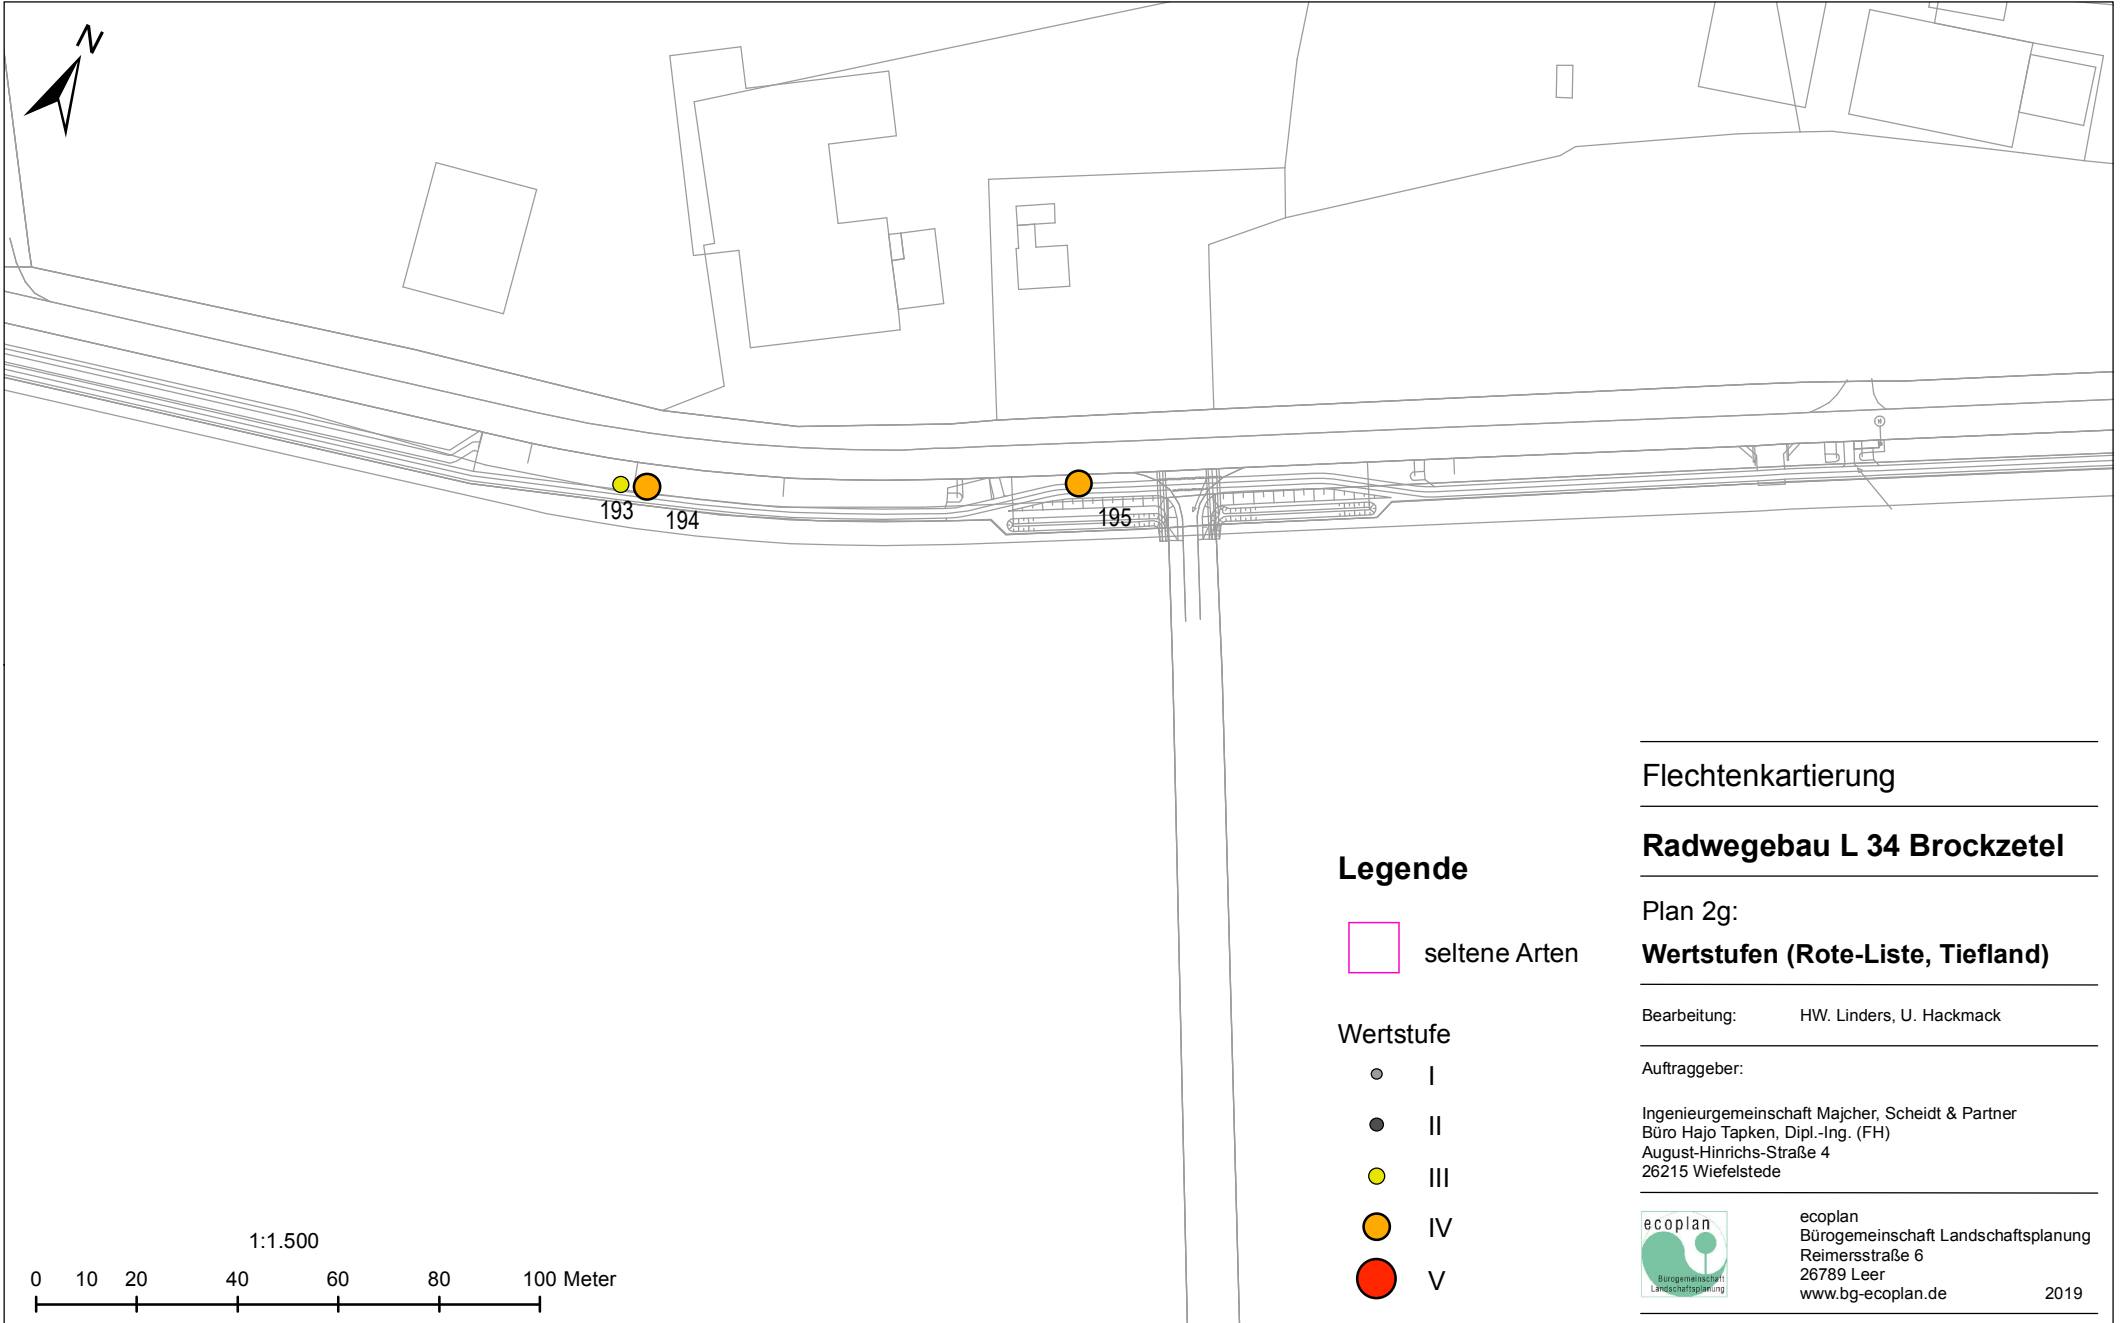 N
193
194
195
Flechtenkartierung
Radwegebau L 34 Brockzetel
Plan 2g:
Wertstufen (Rote-Liste, Tiefland)
Bearbeitung: HW. Linders, U. Hackmack
Auftraggeber:
Ingenieurgemeinschaft Majcher, Scheidt & Partner
Büro Hajo Tapken, Dipl.-Ing. (FH)
August-Hinrichs-Straße 4
26215 Wiefelstede
ecoplan
Bürogemeinschaft
Landschaftsplanung
ecoplan
Bürogemeinschaft Landschaftsplanung
Reimersstraße 6
26789 Leer
www.bg-ecoplan.de 2019
Legende
seltene Arten
Wertstufe
I
II
III
IV
V
1:1.500
0 10 20 40 60 80 100 Meter